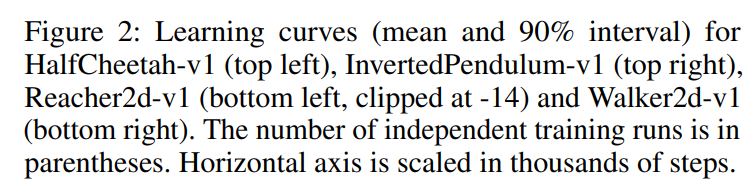 Figure 2: Learning curves (mean and 90% interval) for
HalfCheetah-v1 (top left), InvertedPendulum-v1 (top right),
Reacher2d-v1 (bottom left, clipped at -14) and Walker2d-v1
(bottom right). The number of independent training runs is in
parentheses. Horizontal axis is scaled in thousands of steps.